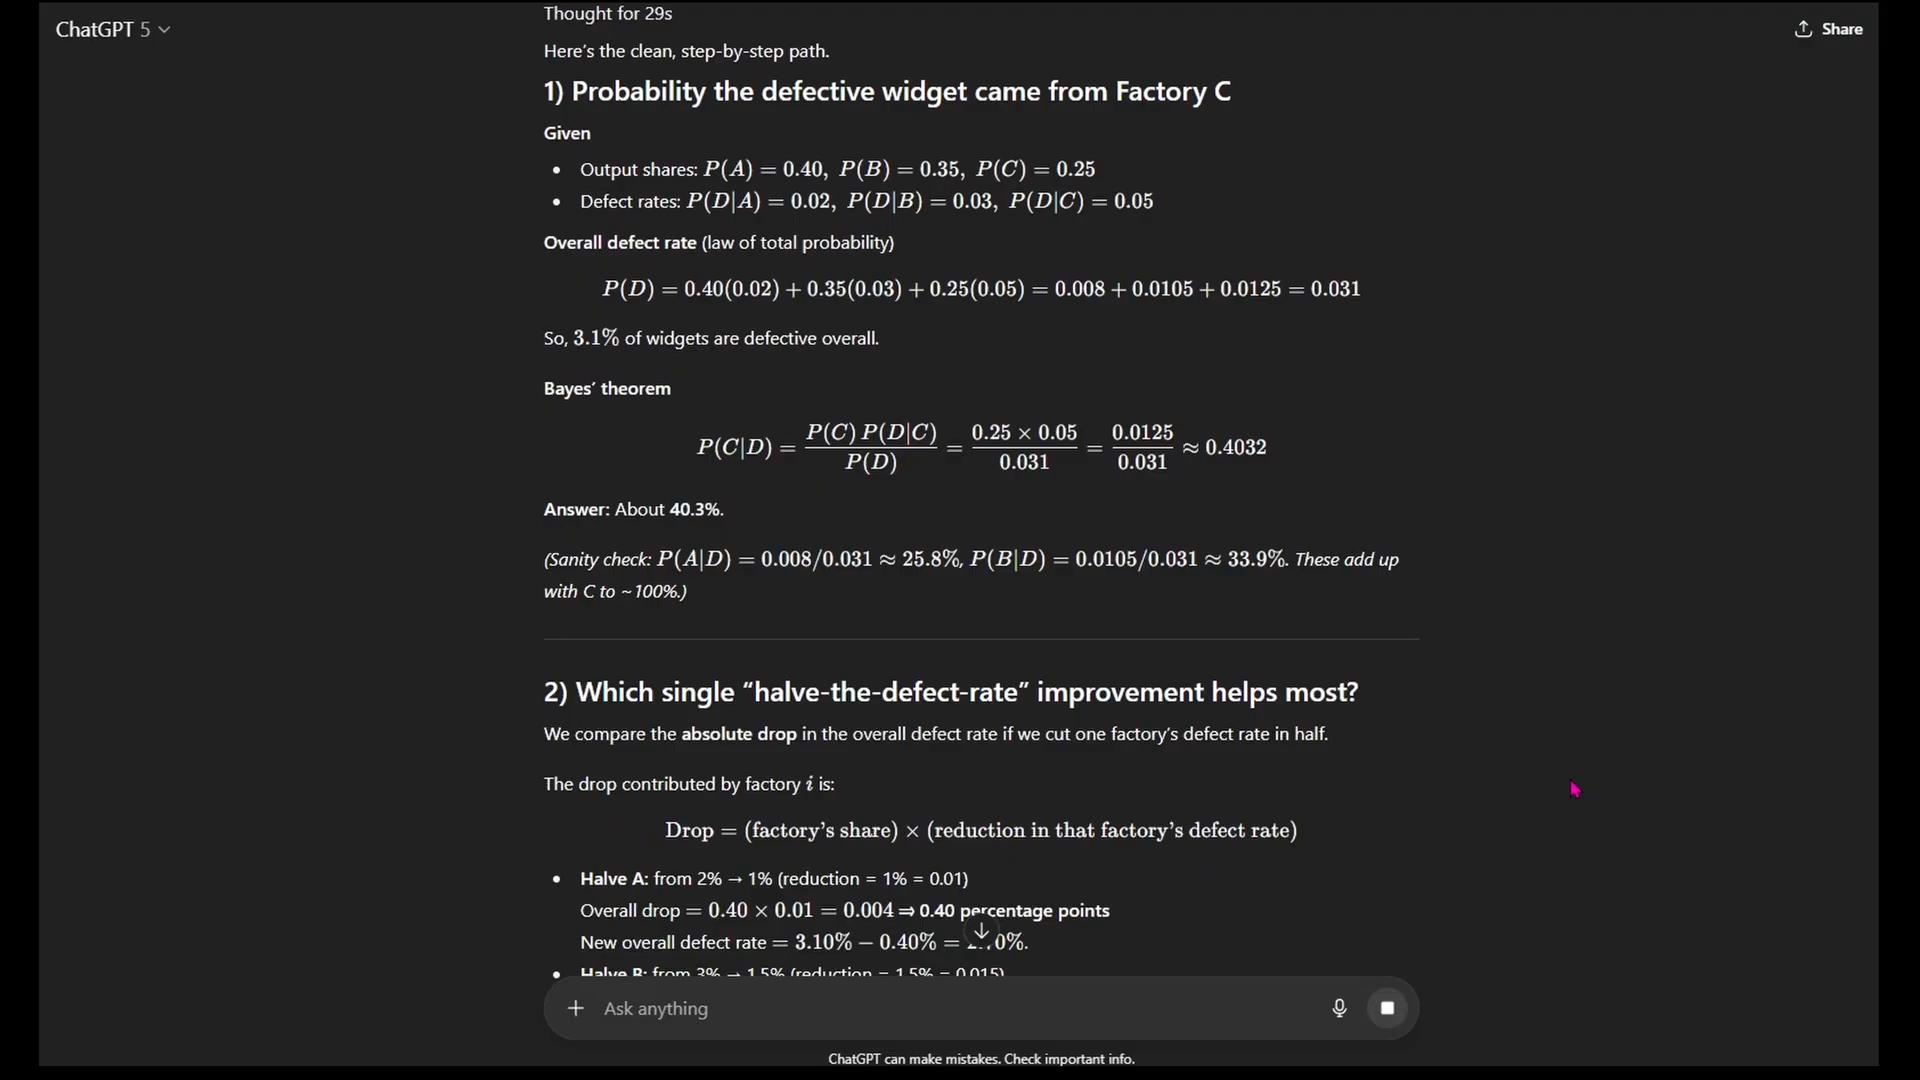 ChatGPT 5
Share
Thought for 29s
Here's the clean, step-by-step path.
1) Probability the defective widget came from Factory C
Given
• Output shares: P(A) = 0.40, P(B) = 0.35, P(C) = 0.25
• Defect rates: P(D|A) = 0.02, P(D|B) = 0.03, P(D|C) = 0.05
Overall defect rate (law of total probability)
P(D) = 0.40(0.02) + 0.35(0.03) + 0.25(0.05) = 0.008 + 0.0105 + 0.0125 = 0.031
So, 3.1% of widgets are defective overall.
Bayes' theorem
P(C|D) = P(C) P(D|C) / P(D) = 0.25 × 0.05 / 0.031 = 0.0125 / 0.031 ≈ 0.4032
Answer: About 40.3%.
(Sanity check: P(A|D) = 0.008/0.031 ≈ 25.8%, P(B|D) = 0.0105/0.031 ≈ 33.9%. These add up
with C to ~100%.)
2) Which single “halve-the-defect-rate” improvement helps most?
We compare the absolute drop in the overall defect rate if we cut one factory's defect rate in half.
The drop contributed by factory i is:
Drop = (factory's share) × (reduction in that factory's defect rate)
• Halve A: from 2% → 1% (reduction = 1% = 0.01)
Overall drop = 0.40 × 0.01 = 0.004 ⇒ 0.40 percentage points
New overall defect rate = 3.10% − 0.40% =
• Halve B: from 3% → 1.5% (reduction = 1.5% = 0.015)
Ask anything
ChatGPT can make mistakes. Check important info.